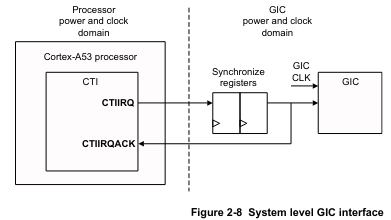 Processor
power and clock
domain
GIC
power and clock
domain
Cortex-A53 processor
CTI
CTIIRQ
CTIIRQACK
Synchronize
registers
GIC
CLK
GIC
Figure 2-8 System level GIC interface